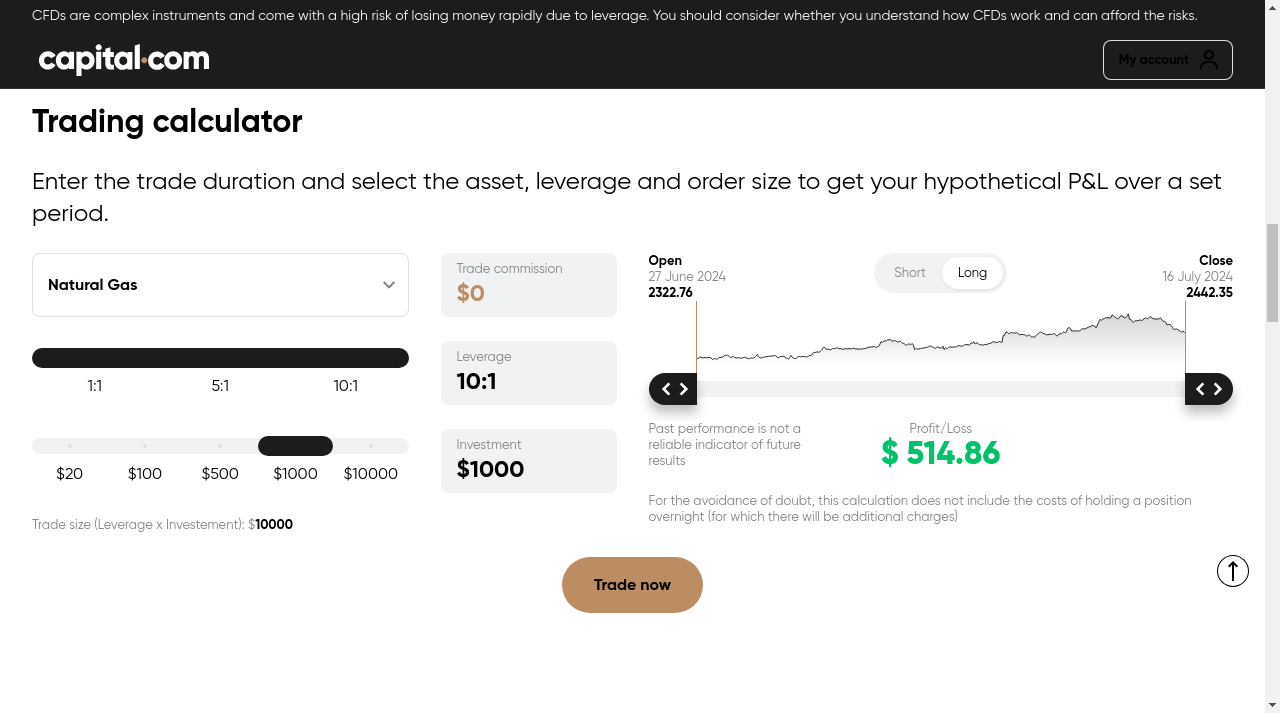 CFDs are complex instruments and come with a high risk of losing money rapidly due to leverage. You should consider whether you understand how CFDs work and can afford the risks.
capital.com
My account
Trading calculator
Enter the trade duration and select the asset, leverage and order size to get your hypothetical P&L over a set
period.
Natural Gas
1:1 5:1 10:1
$20 $100 $500 $1000 $10000
Trade size (Leverage x Investement): $10000
Trade commission
$0
Leverage
10:1
Investment
$1000
Open
27 June 2024
2322.76
Short Long
Close
16 July 2024
2442.35
Past performance is not a
reliable indicator of future
results
Profit/Loss
$ 514.86
For the avoidance of doubt, this calculation does not include the costs of holding a position
overnight (for which there will be additional charges)
Trade now